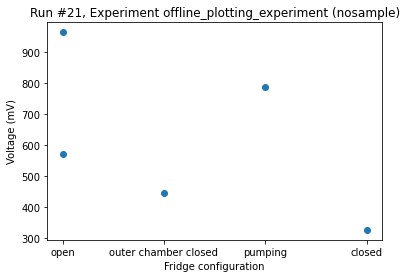 Run #21, Experiment offline_plotting_experiment (nosample)
Voltage (mV)
900
800
700
600
500
400
300
open
outer chamber closed
pumping
closed
Fridge configuration